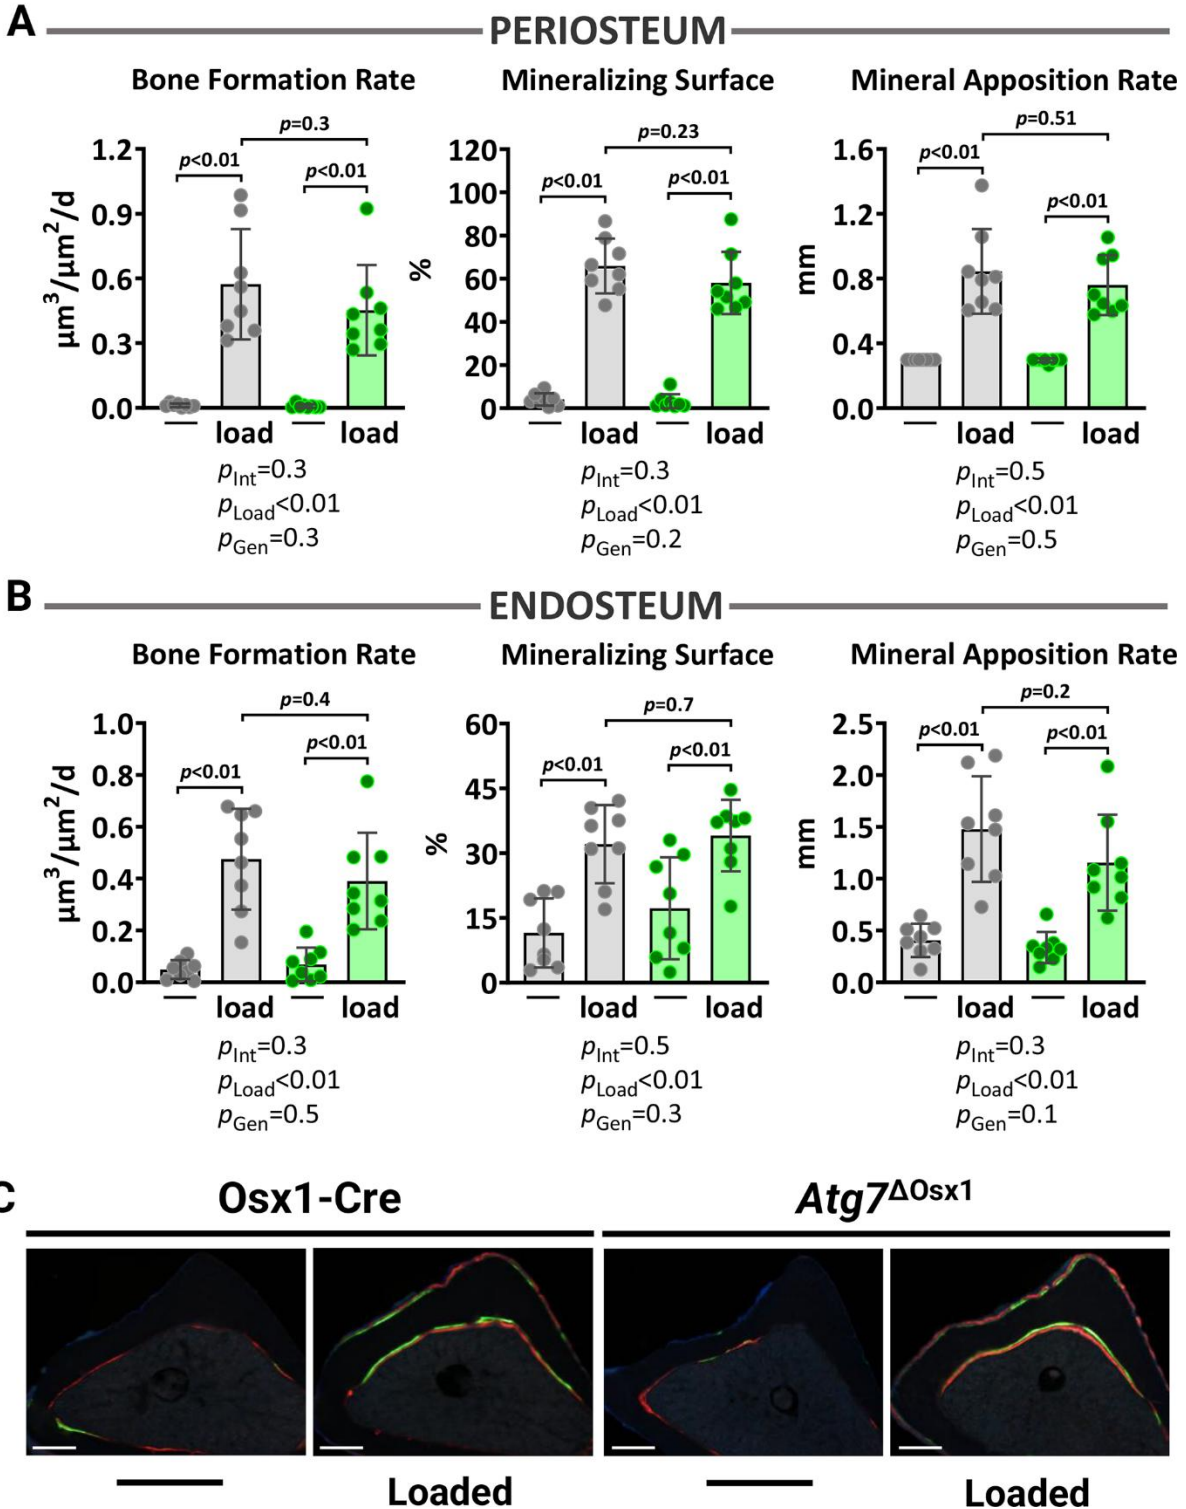 A
PERIOSTEUM
Bone Formation Rate
Mineralizing Surface
Mineral Apposition Rate
p=0.3
p<0.01
p<0.01
1.2
0.9
0.6
0.3
0.0
µm³/µm²/d
load
load
pInt=0.3
pLoad<0.01
pGen=0.3
p=0.23
p<0.01
p<0.01
120
100
80
60
40
20
0
%
load
load
pInt=0.3
pLoad<0.01
pGen=0.2
p=0.51
p<0.01
p<0.01
1.6
1.2
0.8
0.4
0.0
mm
load
load
pInt=0.5
pLoad<0.01
pGen=0.5
B
ENDOSTEUM
Bone Formation Rate
Mineralizing Surface
Mineral Apposition Rate
p=0.4
p<0.01
p<0.01
1.0
0.8
0.6
0.4
0.2
0.0
µm³/µm²/d
load
load
pInt=0.3
pLoad<0.01
pGen=0.5
p=0.7
p<0.01
p<0.01
60
45
30
15
0
%
load
load
pInt=0.5
pLoad<0.01
pGen=0.3
p=0.2
p<0.01
p<0.01
2.5
2.0
1.5
1.0
0.5
0.0
mm
load
load
pInt=0.3
pLoad<0.01
pGen=0.1
C
Osx1-Cre
Atg7ΔOsx1
Loaded
Loaded